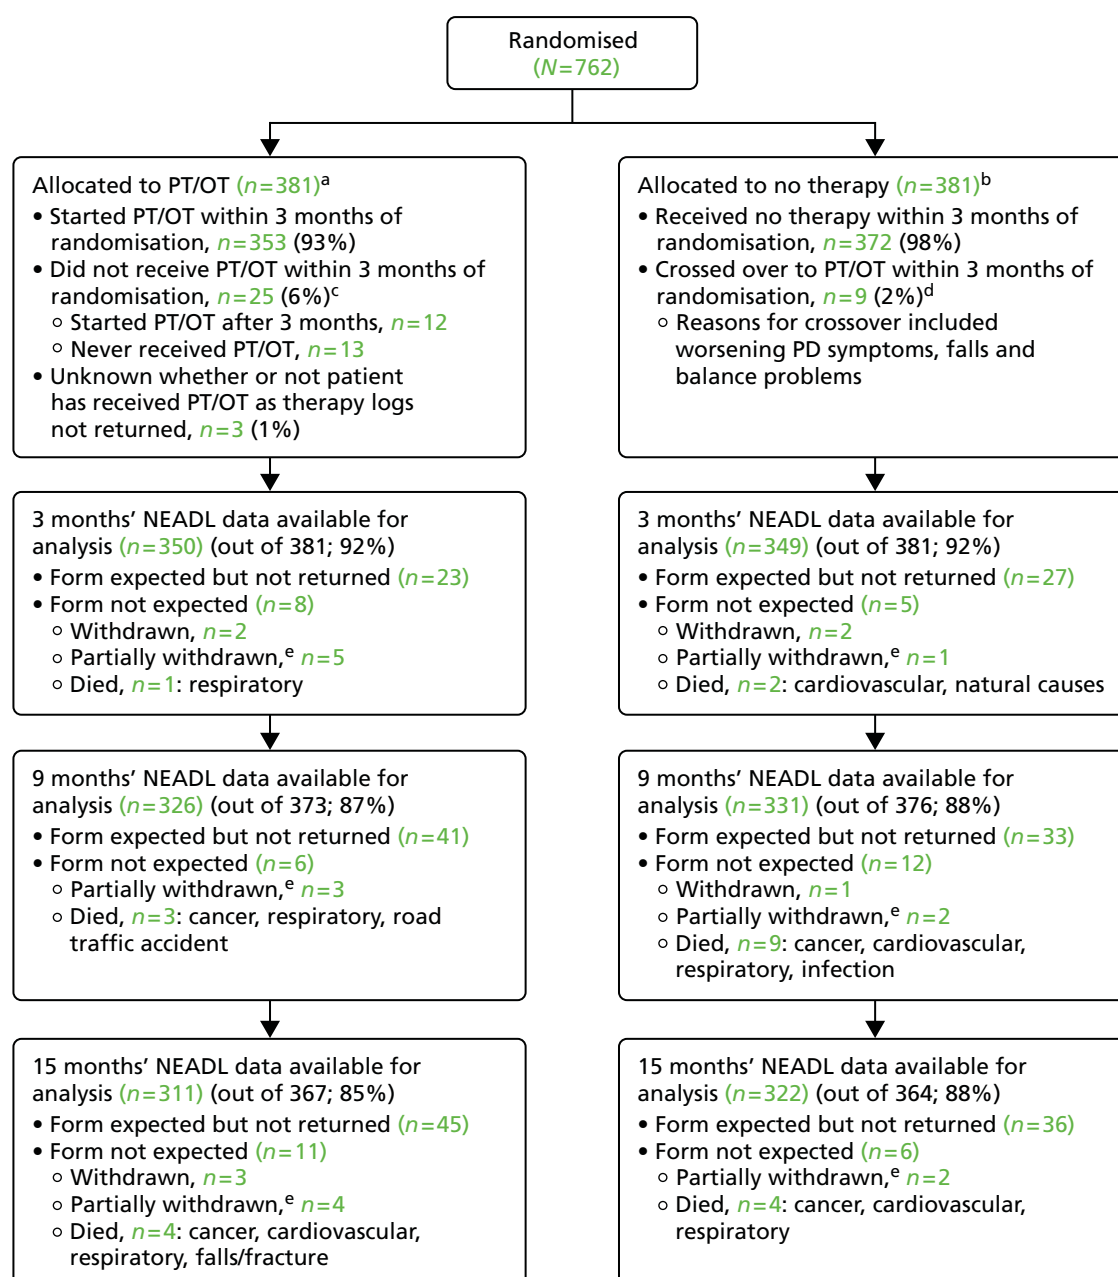 Randomised
(N=762)
Allocated to PT/OT (n=381)a
• Started PT/OT within 3 months of
randomisation, n=353 (93%)
• Did not receive PT/OT within 3 months of
randomisation, n=25 (6%)c
○ Started PT/OT after 3 months, n=12
○ Never received PT/OT, n=13
• Unknown whether or not patient
has received PT/OT as therapy logs
not returned, n=3 (1%)
Allocated to no therapy (n=381)b
• Received no therapy within 3 months of
randomisation, n=372 (98%)
• Crossed over to PT/OT within 3 months of
randomisation, n=9 (2%)d
○ Reasons for crossover included
worsening PD symptoms, falls and
balance problems
3 months’ NEADL data available for
analysis (n=350) (out of 381; 92%)
• Form expected but not returned (n=23)
• Form not expected (n=8)
○ Withdrawn, n=2
○ Partially withdrawn,e n=5
○ Died, n=1: respiratory
3 months’ NEADL data available for
analysis (n=349) (out of 381; 92%)
• Form expected but not returned (n=27)
• Form not expected (n=5)
○ Withdrawn, n=2
○ Partially withdrawn,e n=1
○ Died, n=2: cardiovascular, natural causes
9 months’ NEADL data available for
analysis (n=326) (out of 373; 87%)
• Form expected but not returned (n=41)
• Form not expected (n=6)
○ Partially withdrawn,e n=3
○ Died, n=3: cancer, respiratory, road
traffic accident
9 months’ NEADL data available for
analysis (n=331) (out of 376; 88%)
• Form expected but not returned (n=33)
• Form not expected (n=12)
○ Withdrawn, n=1
○ Partially withdrawn,e n=2
○ Died, n=9: cancer, cardiovascular,
respiratory, infection
15 months’ NEADL data available for
analysis (n=311) (out of 367; 85%)
• Form expected but not returned (n=45)
• Form not expected (n=11)
○ Withdrawn, n=3
○ Partially withdrawn,e n=4
○ Died, n=4: cancer, cardiovascular,
respiratory, falls/fracture
15 months’ NEADL data available for
analysis (n=322) (out of 364; 88%)
• Form expected but not returned (n=36)
• Form not expected (n=6)
○ Partially withdrawn,e n=2
○ Died, n=4: cancer, cardiovascular,
respiratory